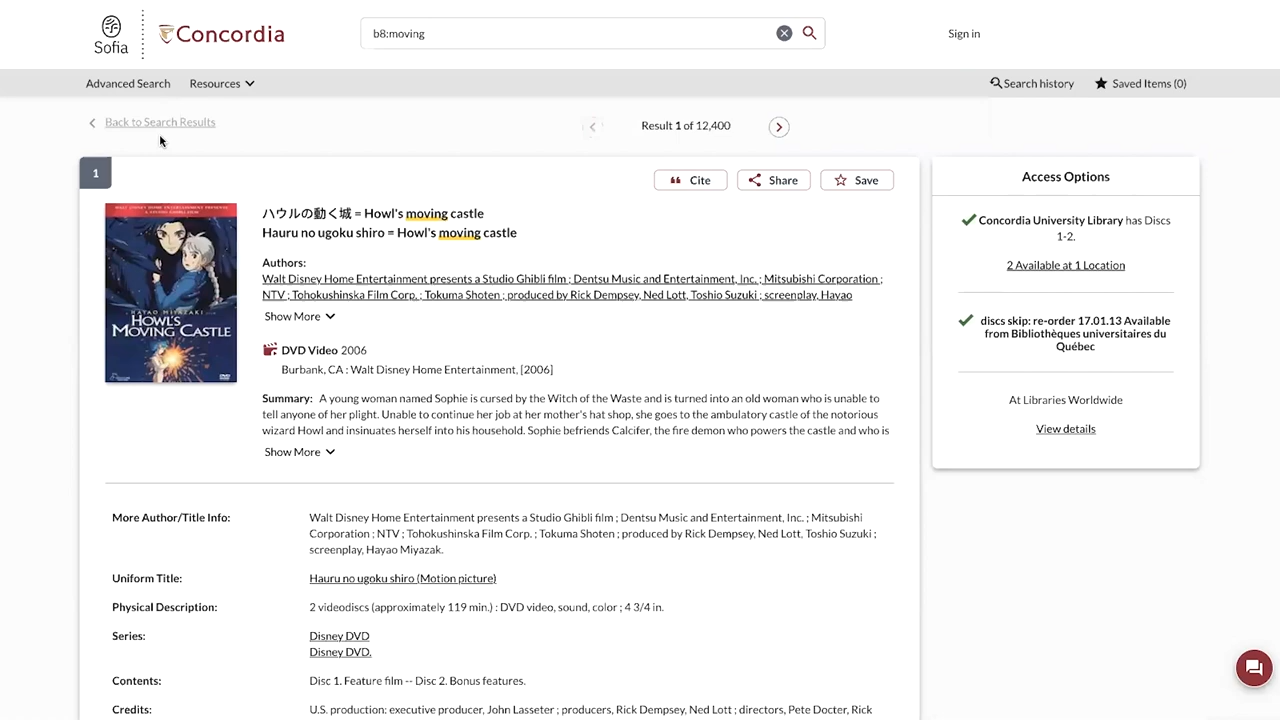 Sofia
Concordia
b8:moving
Sign in
Advanced Search
Resources
Search history
Saved Items (0)
Back to Search Results
Result 1 of 12,400
1
Cite
Share
Save
ハウルの動く城 = Howl's moving castle
Hauru no ugoku shiro = Howl's moving castle
Authors:
Walt Disney Home Entertainment presents a Studio Ghibli film ; Dentsu Music and Entertainment, Inc. ; Mitsubishi Corporation ;
NTV ; Tohokushinska Film Corp. ; Tokuma Shoten ; produced by Rick Dempsey, Ned Lott, Toshio Suzuki ; screenplay, Hayao
Show More
DVD Video 2006
Burbank, CA : Walt Disney Home Entertainment, [2006]
Summary: A young woman named Sophie is cursed by the Witch of the Waste and is turned into an old woman who is unable to
tell anyone of her plight. Unable to continue her job at her mother's hat shop, she goes to the ambulatory castle of the notorious
wizard Howl and insinuates herself into his household. Sophie befriends Calcifer, the fire demon who powers the castle and who is
Show More
HAYAO MIYAZAKI
HOWL'S
MOVING CASTLE
Access Options
Concordia University Library has Discs
1-2.
2 Available at 1 Location
discs skip: re-order 17.01.13 Available
from Bibliothèques universitaires du
Québec
At Libraries Worldwide
View details
More Author/Title Info:
Walt Disney Home Entertainment presents a Studio Ghibli film ; Dentsu Music and Entertainment, Inc. ; Mitsubishi
Corporation ; NTV ; Tohokushinska Film Corp. ; Tokuma Shoten ; produced by Rick Dempsey, Ned Lott, Toshio Suzuki ;
screenplay, Hayao Miyazak.
Uniform Title:
Hauru no ugoku shiro (Motion picture)
Physical Description:
2 videodiscs (approximately 119 min.) : DVD video, sound, color ; 4 3/4 in.
Series:
Disney DVD
Disney DVD.
Contents:
Disc 1. Feature film -- Disc 2. Bonus features.
Credits:
U.S. production: executive producer, John Lasseter ; producers, Rick Dempsey, Ned Lott ; directors, Pete Docter, Rick